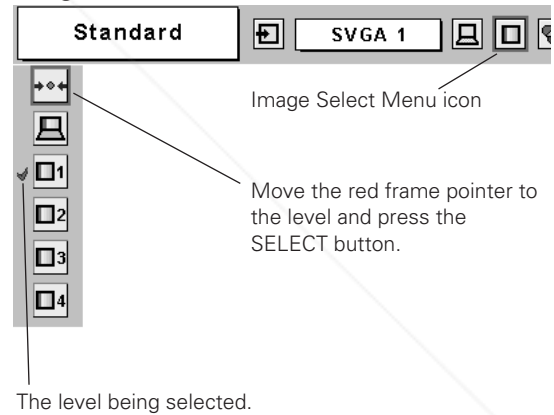 Standard
SVGA 1
Image Select Menu icon
Move the red frame pointer to
the level and press the
SELECT button.
1
2
3
4
The level being selected.